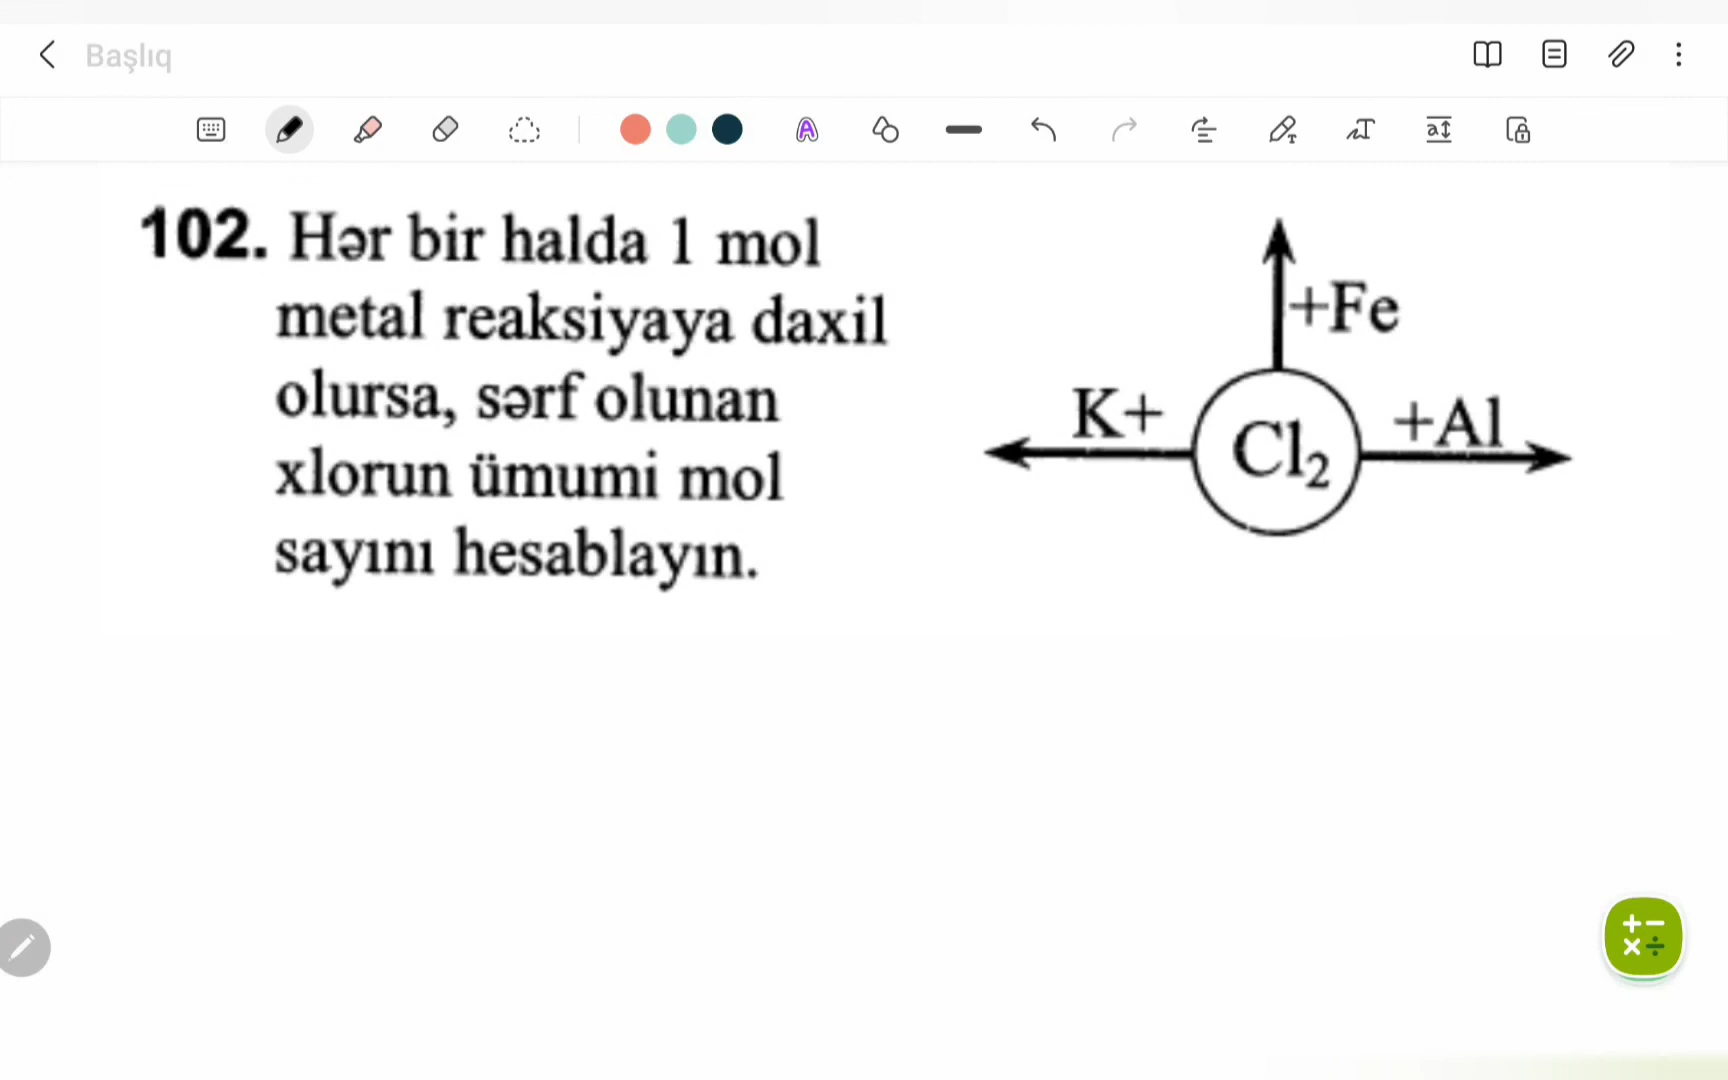 Başlıq
102. Hər bir halda 1 mol
metal reaksiyaya daxil
olursa, sərf olunan
xlorun ümumi mol
sayını hesablayın.
+Fe
K+
Cl₂
+Al